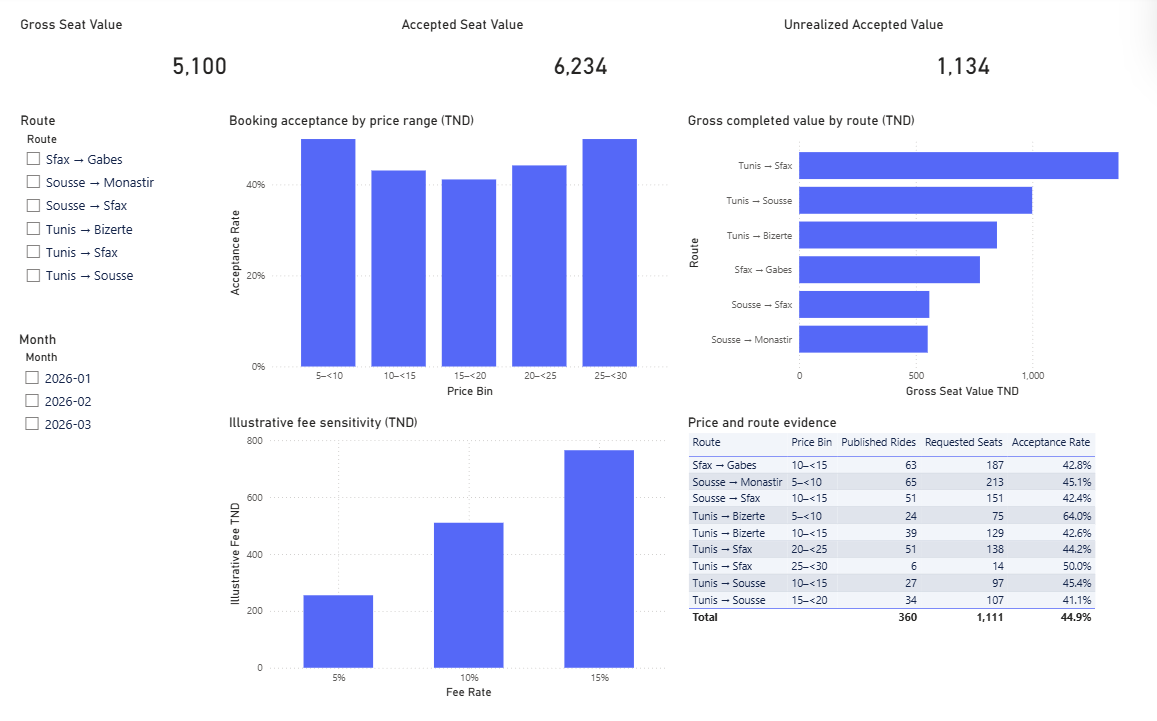 Gross Seat Value
5,100
Accepted Seat Value
6,234
Unrealized Accepted Value
1,134
Route
Route
Sfax → Gabes
Sousse → Monastir
Sousse → Sfax
Tunis → Bizerte
Tunis → Sfax
Tunis → Sousse
Month
Month
2026-01
2026-02
2026-03
Booking acceptance by price range (TND)
Acceptance Rate
40%
20%
0%
5–<10 10–<15 15–<20 20–<25 25–<30
Price Bin
Gross completed value by route (TND)
Route
Tunis → Sfax
Tunis → Sousse
Tunis → Bizerte
Sfax → Gabes
Sousse → Sfax
Sousse → Monastir
0 500 1,000
Gross Seat Value TND
Illustrative fee sensitivity (TND)
Illustrative Fee TND
800
600
400
200
0
5% 10% 15%
Fee Rate
Price and route evidence
Route Price Bin Published Rides Requested Seats Acceptance Rate
Sfax → Gabes 10–<15 63 187 42.8%
Sousse → Monastir 5–<10 65 213 45.1%
Sousse → Sfax 10–<15 51 151 42.4%
Tunis → Bizerte 5–<10 24 75 64.0%
Tunis → Bizerte 10–<15 39 129 42.6%
Tunis → Sfax 20–<25 51 138 44.2%
Tunis → Sfax 25–<30 6 14 50.0%
Tunis → Sousse 10–<15 27 97 45.4%
Tunis → Sousse 15–<20 34 107 41.1%
Total 360 1,111 44.9%